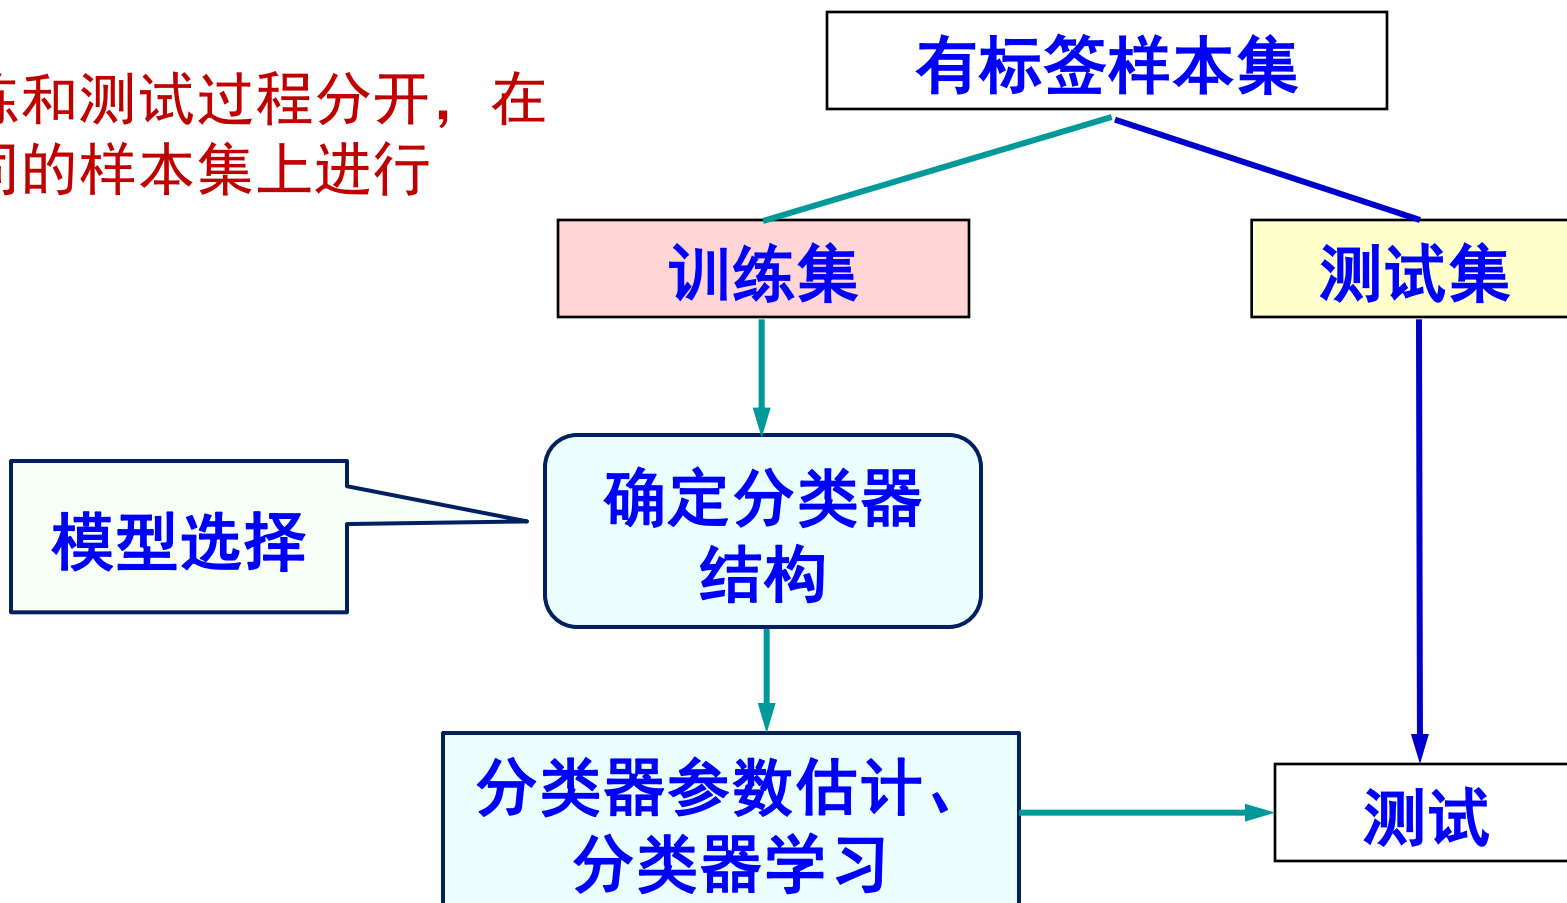 有标签样本集
练和测试过程分开，在
同的样本集上进行
训练集
测试集
模型选择
确定分类器
结构
分类器参数估计、
分类器学习
测试